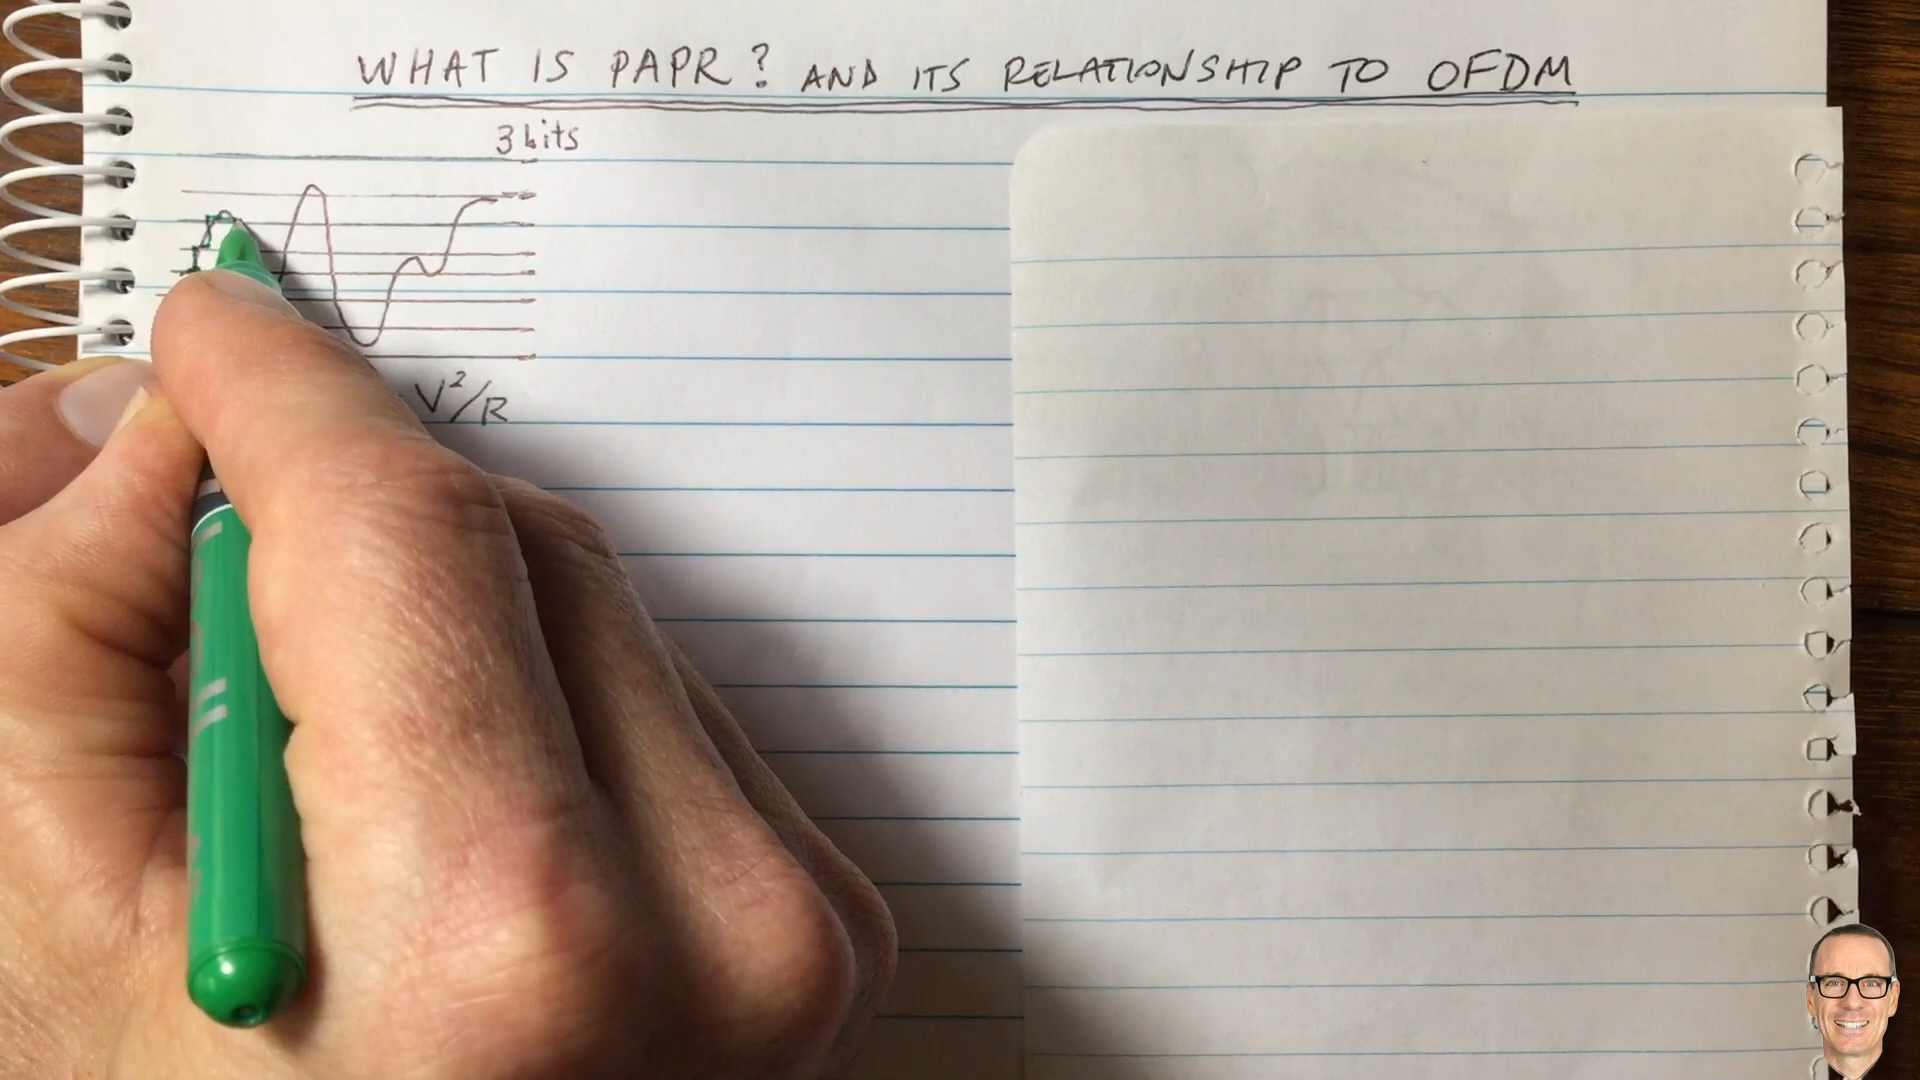 WHAT IS PAPR? AND ITS RELATIONSHIP TO OFDM
3 bits
V²/R